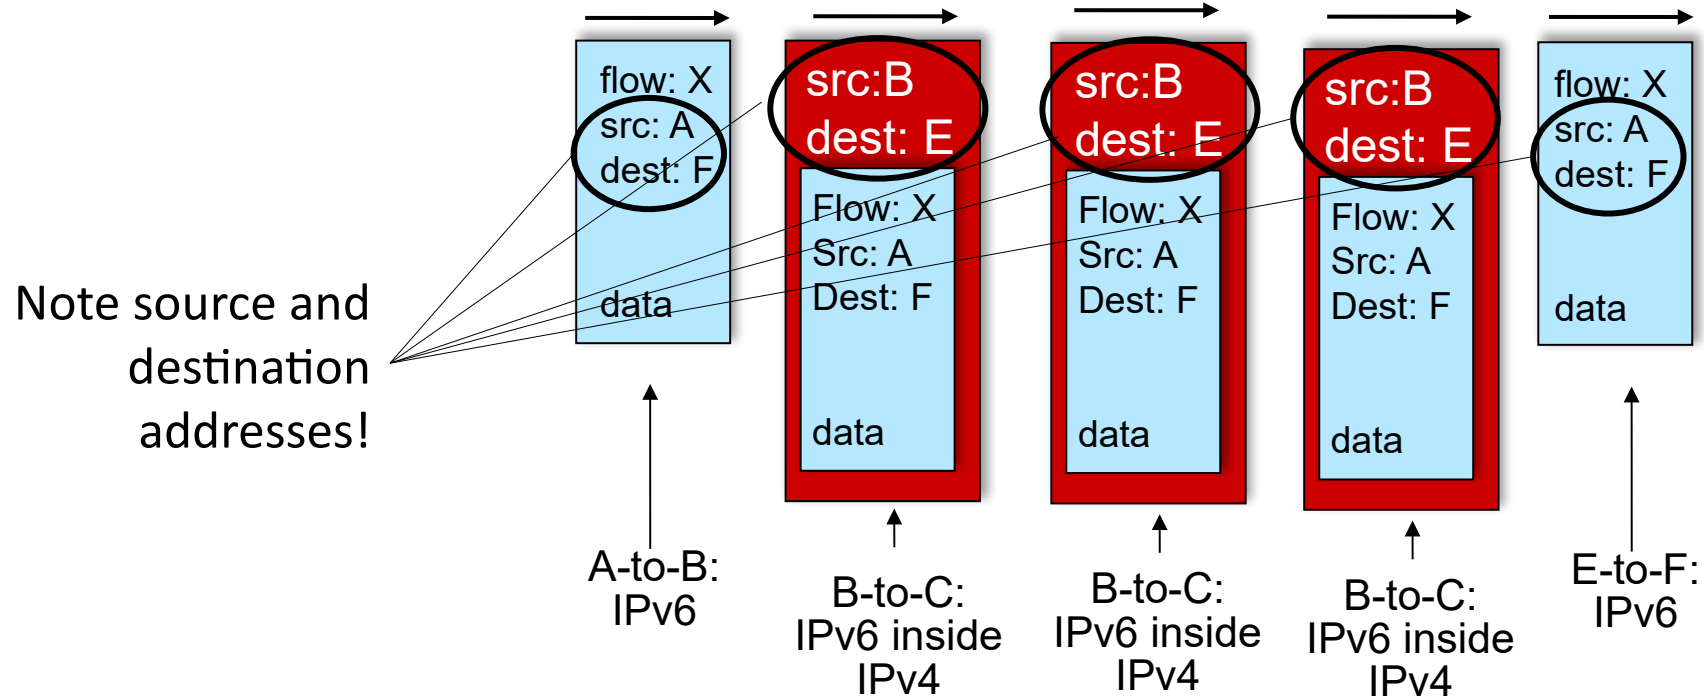 flow: X
src: A
dest: F
data
src:B
dest: E
Flow: X
Src: A
Dest: F
data
src:B
dest: E
Flow: X
Src: A
Dest: F
data
src:B
dest: E
Flow: X
Src: A
Dest: F
data
flow: X
src: A
dest: F
data
Note source and
destination
addresses!
A-to-B:
IPv6
B-to-C:
IPv6 inside
IPv4
B-to-C:
IPv6 inside
IPv4
B-to-C:
IPv6 inside
IPv4
E-to-F:
IPv6